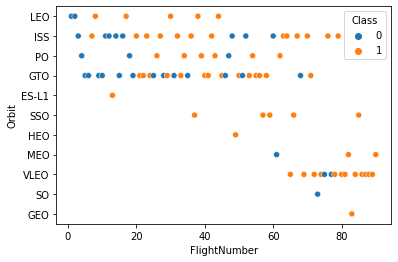 LEO
ISS
PO
GTO
ES-L1
SSO
HEO
MEO
VLEO
SO
GEO
Orbit
Class
0
1
0 20 40 60 80
FlightNumber